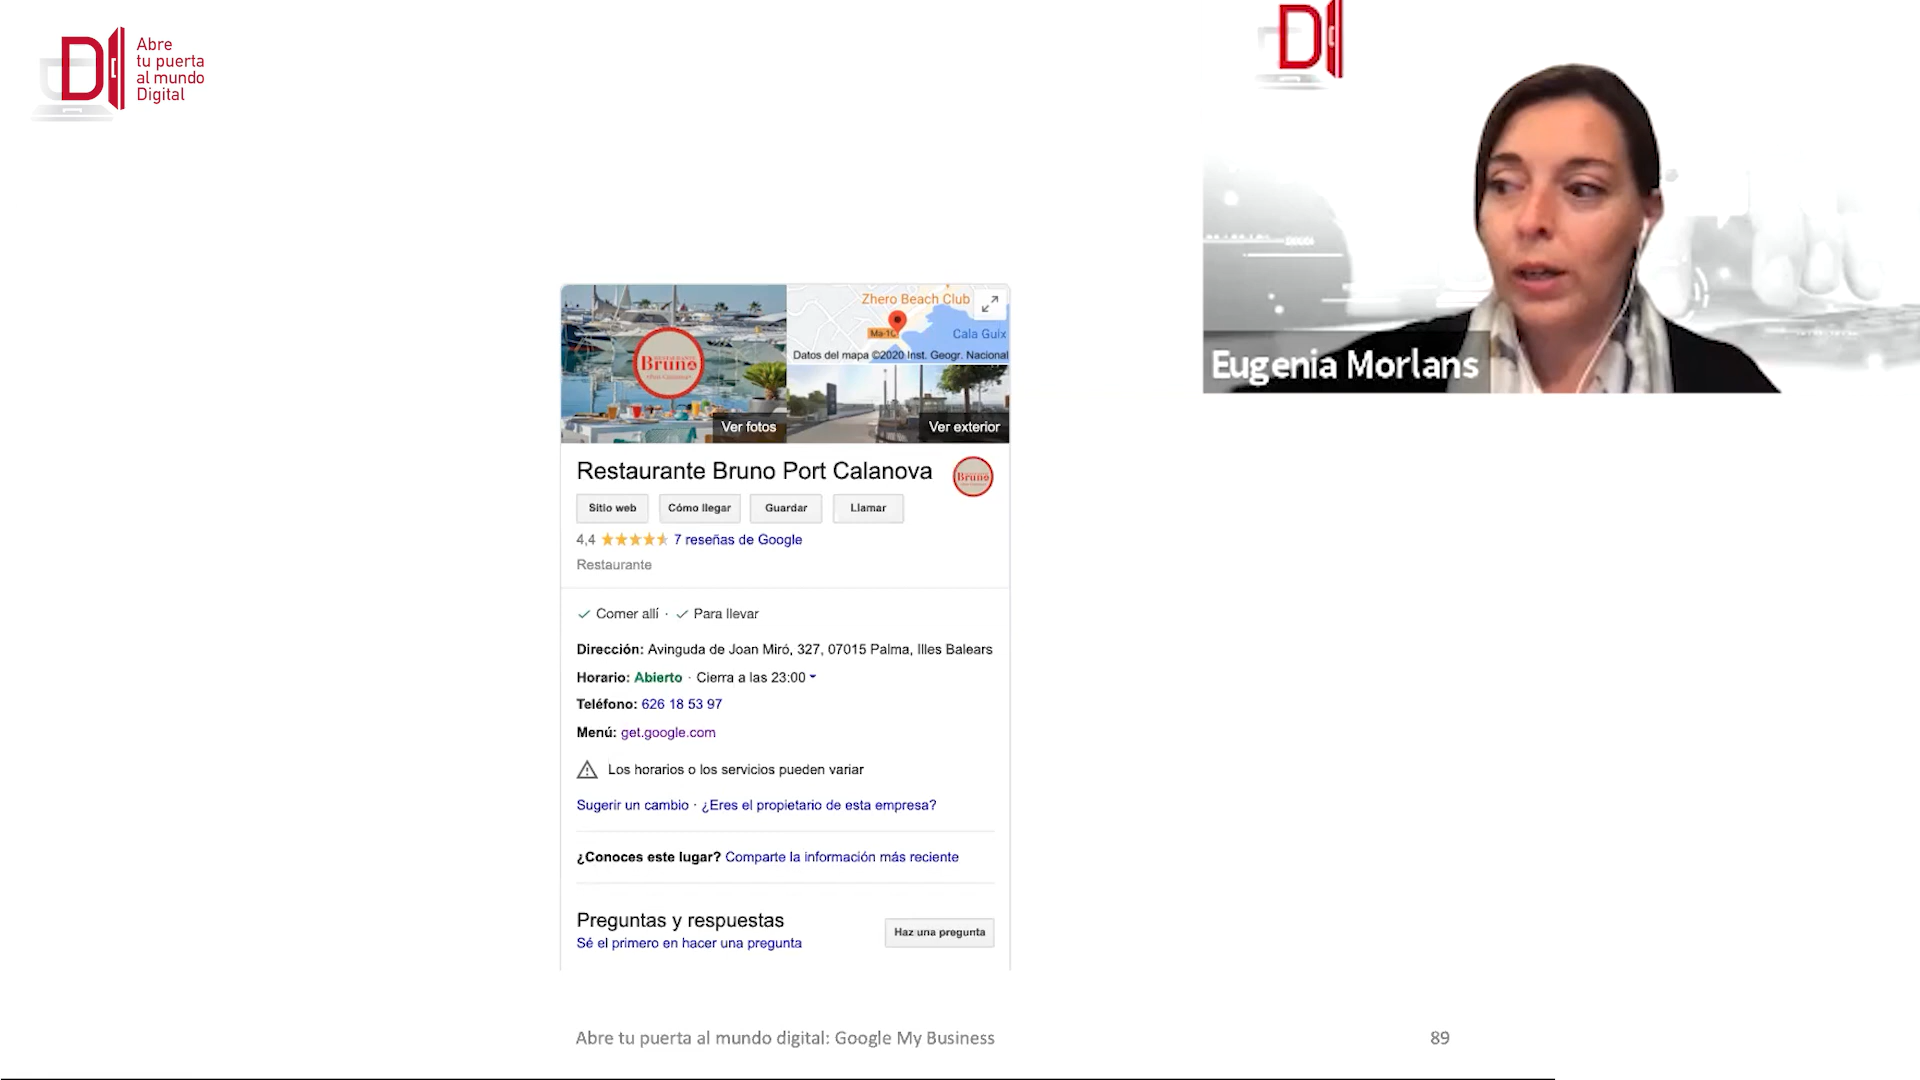 Abre
tu puerta
al mundo
Digital
Eugenia Morlans
Zhero Beach Club
Cala Guix
Datos del mapa ©2020 Inst. Geogr. Nacional
Bruno
Ver fotos
Ver exterior
Restaurante Bruno Port Calanova
Bruno
Sitio web
Cómo llegar
Guardar
Llamar
4,4 7 reseñas de Google
Restaurante
Comer allí · Para llevar
Dirección: Avinguda de Joan Miró, 327, 07015 Palma, Illes Balears
Horario: Abierto · Cierra a las 23:00
Teléfono: 626 18 53 97
Menú: get.google.com
Los horarios o los servicios pueden variar
Sugerir un cambio · ¿Eres el propietario de esta empresa?
¿Conoces este lugar? Comparte la información más reciente
Preguntas y respuestas
Sé el primero en hacer una pregunta
Haz una pregunta
Abre tu puerta al mundo digital: Google My Business
89